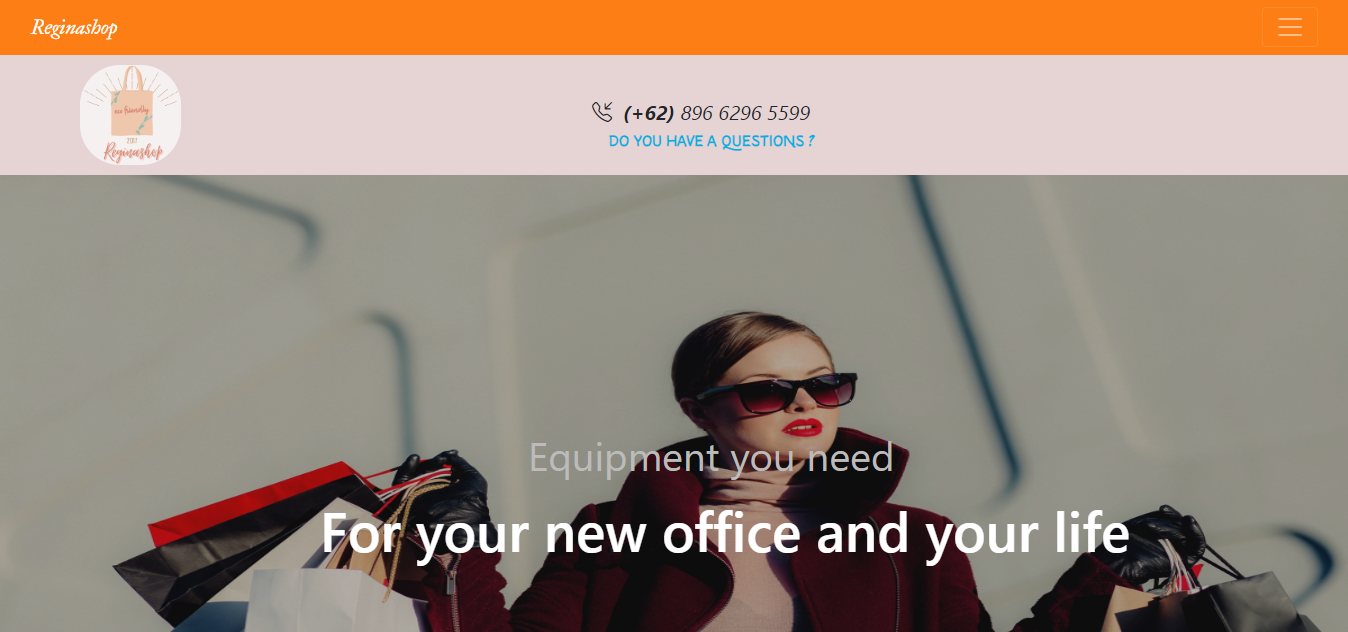 Reginashop
eco friendly
2017
Reginashop
(+62) 896 6296 5599
DO YOU HAVE A QUESTIONS ?
Equipment you need
For your new office and your life